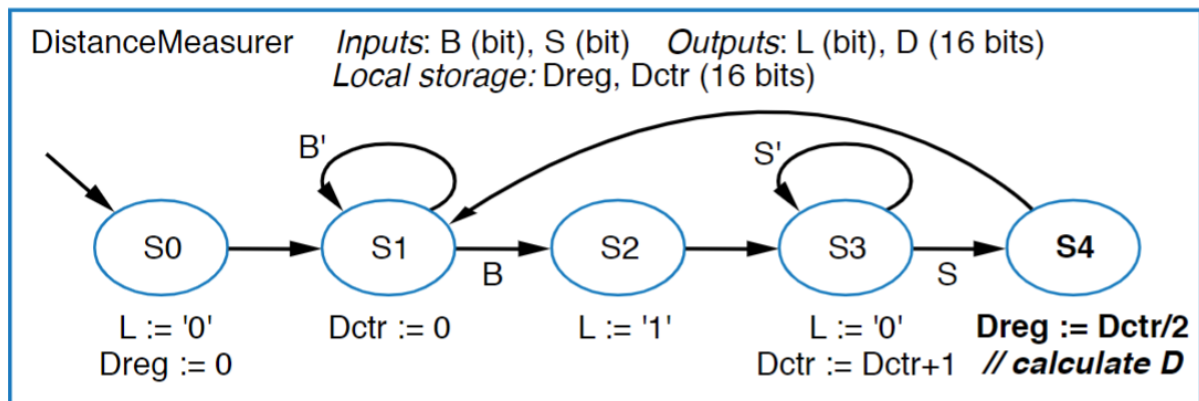 DistanceMeasurer Inputs: B (bit), S (bit) Outputs: L (bit), D (16 bits)
Local storage: Dreg, Dctr (16 bits)
B'
S'
S0
S1
S2
S3
S4
B
S
L := '0'
Dreg := 0
Dctr := 0
L := '1'
L := '0'
Dctr := Dctr+1
Dreg := Dctr/2
// calculate D